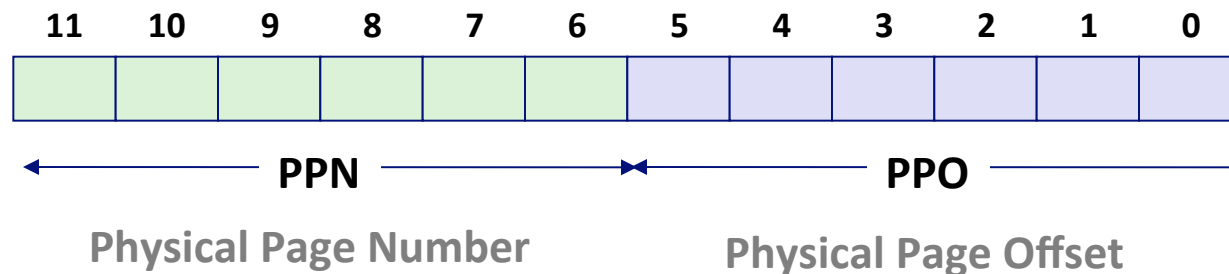 11 10 9 8 7 6 5 4 3 2 1 0
PPN PPO
Physical Page Number Physical Page Offset